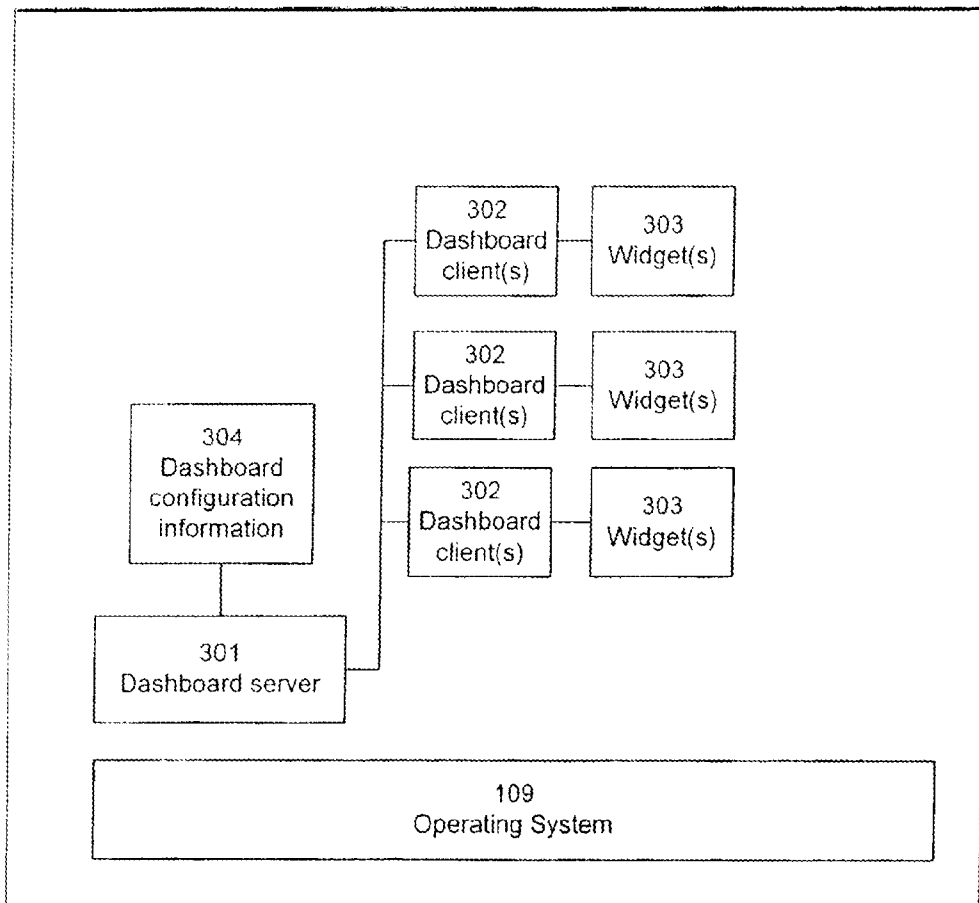 302
Dashboard
client(s)
303
Widget(s)
302
Dashboard
client(s)
303
Widget(s)
304
Dashboard
configuration
information
302
Dashboard
client(s)
303
Widget(s)
301
Dashboard server
109
Operating System